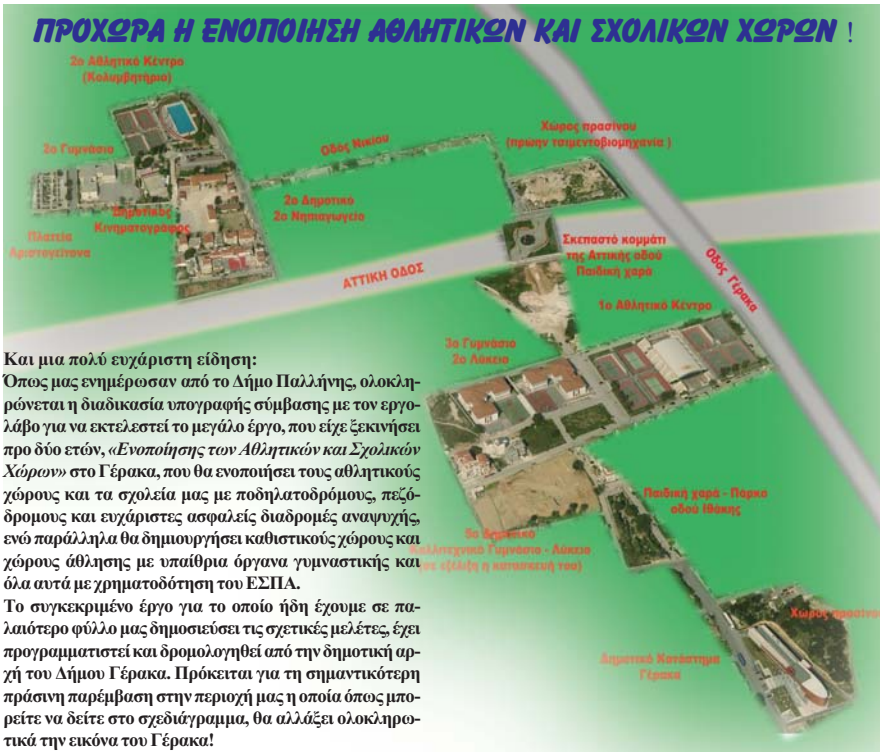 ΠΡΟΧΩΡΑ Η ΕΝΟΠΟΙΗΣΗ ΑΘΛΗΤΙΚΩΝ ΚΑΙ ΣΧΟΛΙΚΩΝ ΧΩΡΩΝ !
2ο Αθλητικό Κέντρο
(Κολυμβητήριο)
2ο Γυμνάσιο
Δημοτικός
Κινηματογράφος
Πλατεία
Αριστογείτονα
Οδός Νικίου
2ο Δημοτικό
2ο Νηπιαγωγείο
Χώρος πρασίνου
(πρώην τσιμεντοβιομηχανία )
ΑΤΤΙΚΗ ΟΔΟΣ
Σκεπαστό κομμάτι
της Αττικής οδού
Παιδική χαρά
Οδός Γέρακα
1ο Αθλητικό Κέντρο
3ο Γυμνάσιο
2ο Λύκειο
Παιδική χαρά - Πάρκο
οδού Ιθάκης
5ο Δημοτικό
Καλλιτεχνικό Γυμνάσιο - Λύκειο
(σε εξέλιξη η κατασκευή του)
Χώρος πρασίνου
Δημοτικό Κατάστημα
Γέρακα
Και μια πολύ ευχάριστη είδηση:
Όπως μας ενημέρωσαν από το Δήμο Παλλήνης, ολοκλη-
ρώνεται η διαδικασία υπογραφής σύμβασης με τον εργο-
λάβο για να εκτελεστεί το μεγάλο έργο, που είχε ξεκινήσει
προ δύο ετών, «Ενοποίησης των Αθλητικών και Σχολικών
Χώρων» στο Γέρακα, που θα ενοποιήσει τους αθλητικούς
χώρους και τα σχολεία μας με ποδηλατοδρόμους, πεζό-
δρομους και ευχάριστες ασφαλείς διαδρομές αναψυχής,
ενώ παράλληλα θα δημιουργήσει καθιστικούς χώρους και
χώρους άθλησης με υπαίθρια όργανα γυμναστικής και
όλα αυτά με χρηματοδότηση του ΕΣΠΑ.
Το συγκεκριμένο έργο για το οποίο ήδη έχουμε σε πα-
λαιότερο φύλλο μας δημοσιεύσει τις σχετικές μελέτες, έχει
προγραμματιστεί και δρομολογηθεί από την δημοτική αρ-
χή του Δήμου Γέρακα. Πρόκειται για τη σημαντικότερη
πράσινη παρέμβαση στην περιοχή μας η οποία όπως μπο-
ρείτε να δείτε στο σχεδιάγραμμα, θα αλλάξει ολοκληρω-
τικά την εικόνα του Γέρακα!